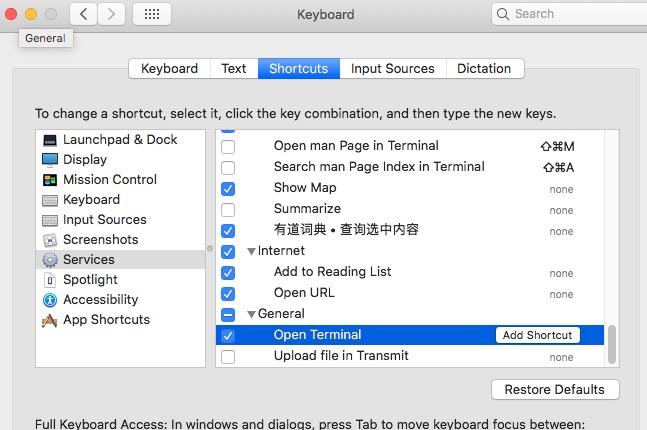 Keyboard
Search
General
Keyboard
Text
Shortcuts
Input Sources
Dictation
To change a shortcut, select it, click the key combination, and then type the new keys.
Launchpad & Dock
Display
Mission Control
Keyboard
Input Sources
Screenshots
Services
Spotlight
Accessibility
App Shortcuts
Open man Page in Terminal ⇧⌘M
Search man Page Index in Terminal ⇧⌘A
Show Map none
Summarize none
有道词典 • 查询选中内容 none
Internet
Add to Reading List none
Open URL none
General
Open Terminal Add Shortcut
Upload file in Transmit none
Restore Defaults
Full Keyboard Access: In windows and dialogs, press Tab to move keyboard focus between: